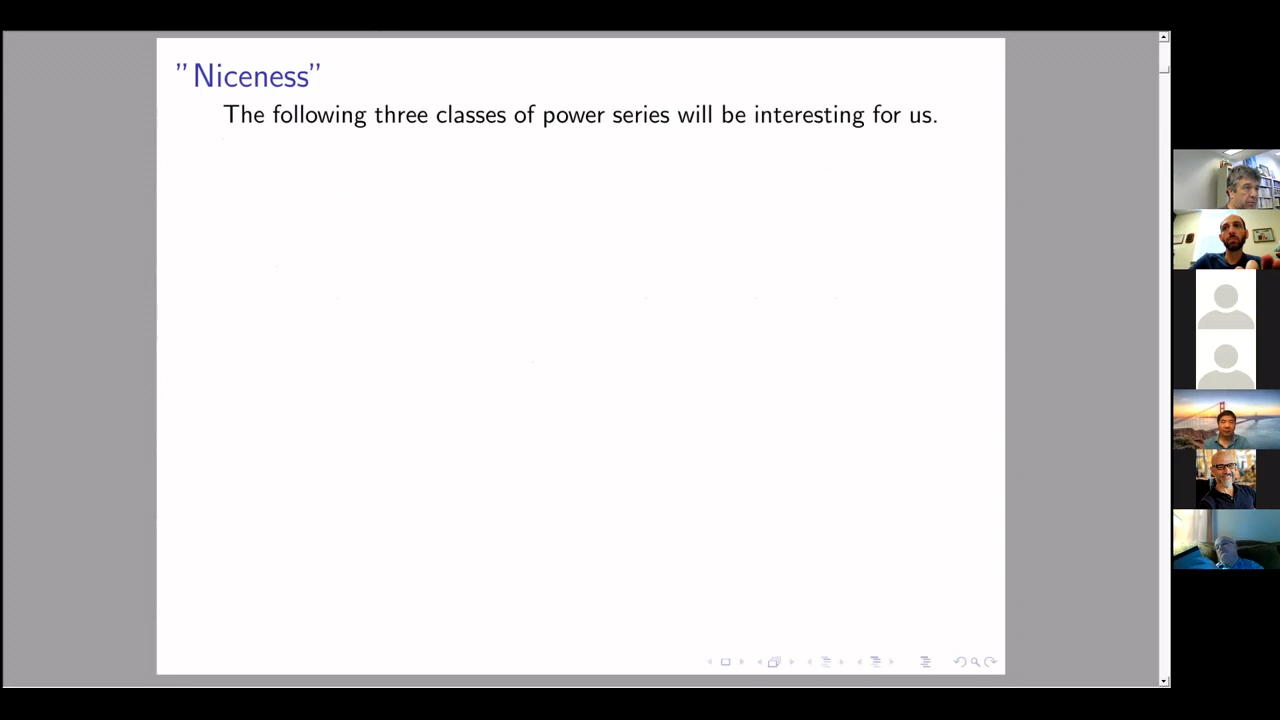 ”Niceness”
The following three classes of power series will be interesting for us.